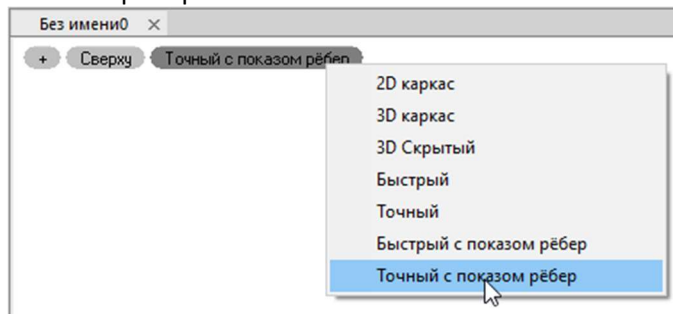 Без имени0 ×
+ Сверху Точный с показом рёбер
2D каркас
3D каркас
3D Скрытый
Быстрый
Точный
Быстрый с показом рёбер
Точный с показом рёбер